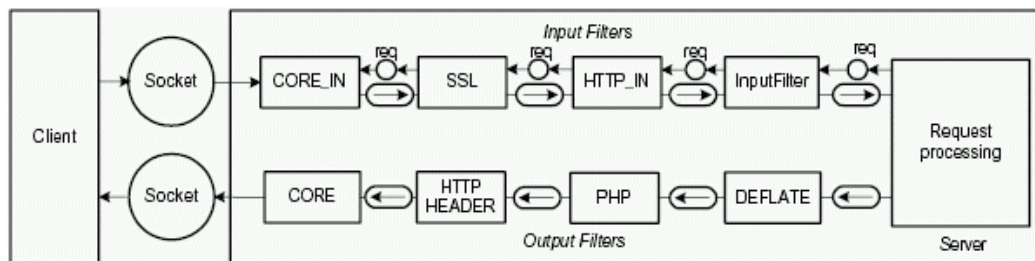 Input Filters
req
req
req
req
Socket
CORE_IN
SSL
HTTP_IN
InputFilter
Client
Request
processing
Socket
CORE
HTTP
HEADER
PHP
DEFLATE
Output Filters
Server